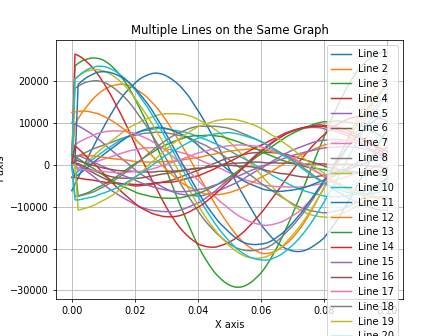 Multiple Lines on the Same Graph
20000
10000
0
−10000
−20000
−30000
0.00
0.02
0.04
0.06
X axis
Line 1
Line 2
Line 3
Line 4
Line 5
Line 6
Line 7
Line 8
Line 9
Line 10
Line 11
Line 12
Line 13
Line 14
Line 15
Line 16
Line 17
Line 18
Line 19